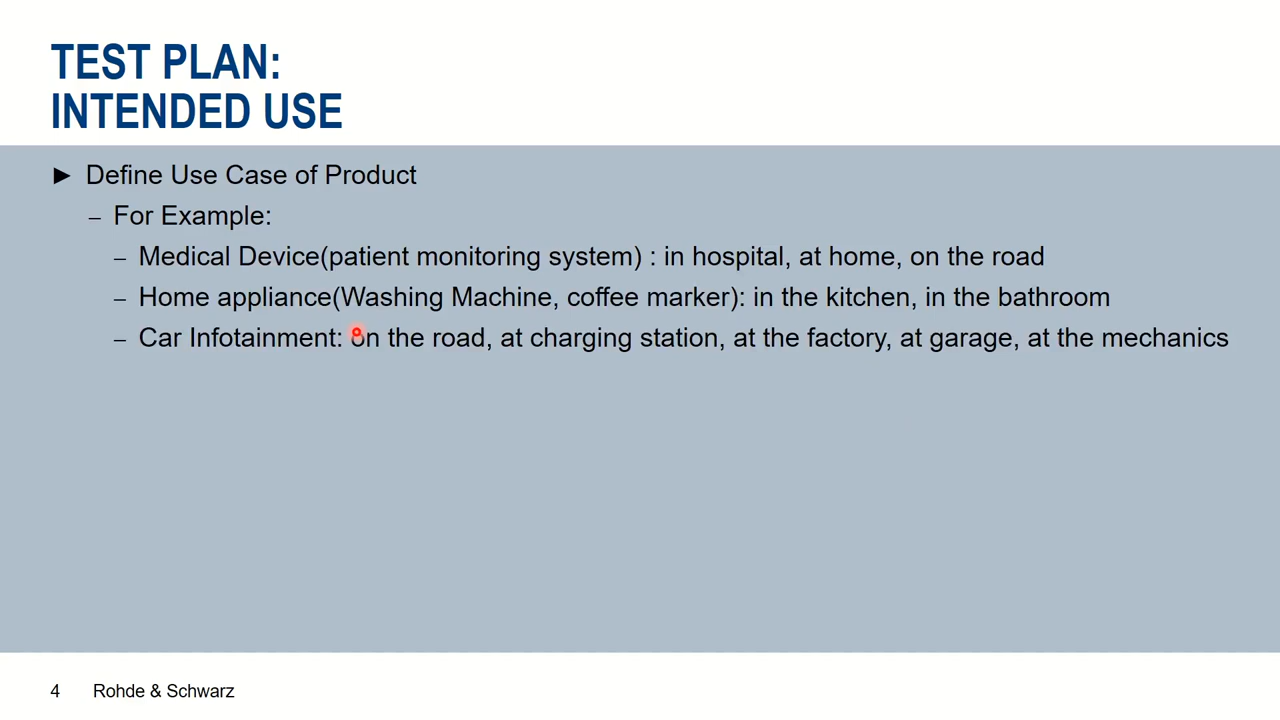 TEST PLAN:
INTENDED USE
► Define Use Case of Product
– For Example:
– Medical Device(patient monitoring system) : in hospital, at home, on the road
– Home appliance(Washing Machine, coffee marker): in the kitchen, in the bathroom
– Car Infotainment: on the road, at charging station, at the factory, at garage, at the mechanics
4 Rohde & Schwarz